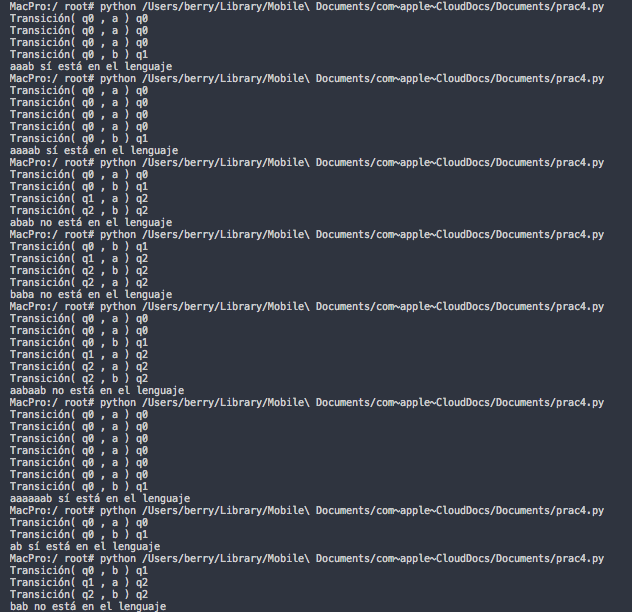 MacPro:/ root# python /Users/berry/Library/Mobile\ Documents/com~apple~CloudDocs/Documents/prac4.py
Transición( q0 , a ) q0
Transición( q0 , a ) q0
Transición( q0 , a ) q0
Transición( q0 , b ) q1
aaab sí está en el lenguaje
MacPro:/ root# python /Users/berry/Library/Mobile\ Documents/com~apple~CloudDocs/Documents/prac4.py
Transición( q0 , a ) q0
Transición( q0 , a ) q0
Transición( q0 , a ) q0
Transición( q0 , a ) q0
Transición( q0 , b ) q1
aaaab sí está en el lenguaje
MacPro:/ root# python /Users/berry/Library/Mobile\ Documents/com~apple~CloudDocs/Documents/prac4.py
Transición( q0 , a ) q0
Transición( q0 , b ) q1
Transición( q1 , a ) q2
Transición( q2 , b ) q2
abab no está en el lenguaje
MacPro:/ root# python /Users/berry/Library/Mobile\ Documents/com~apple~CloudDocs/Documents/prac4.py
Transición( q0 , b ) q1
Transición( q1 , a ) q2
Transición( q2 , b ) q2
Transición( q2 , a ) q2
baba no está en el lenguaje
MacPro:/ root# python /Users/berry/Library/Mobile\ Documents/com~apple~CloudDocs/Documents/prac4.py
Transición( q0 , a ) q0
Transición( q0 , a ) q0
Transición( q0 , b ) q1
Transición( q1 , a ) q2
Transición( q2 , a ) q2
Transición( q2 , b ) q2
aabaab no está en el lenguaje
MacPro:/ root# python /Users/berry/Library/Mobile\ Documents/com~apple~CloudDocs/Documents/prac4.py
Transición( q0 , a ) q0
Transición( q0 , a ) q0
Transición( q0 , a ) q0
Transición( q0 , a ) q0
Transición( q0 , a ) q0
Transición( q0 , a ) q0
Transición( q0 , b ) q1
aaaaaab sí está en el lenguaje
MacPro:/ root# python /Users/berry/Library/Mobile\ Documents/com~apple~CloudDocs/Documents/prac4.py
Transición( q0 , a ) q0
Transición( q0 , b ) q1
ab sí está en el lenguaje
MacPro:/ root# python /Users/berry/Library/Mobile\ Documents/com~apple~CloudDocs/Documents/prac4.py
Transición( q0 , b ) q1
Transición( q1 , a ) q2
Transición( q2 , b ) q2
bab no está en el lenguaje